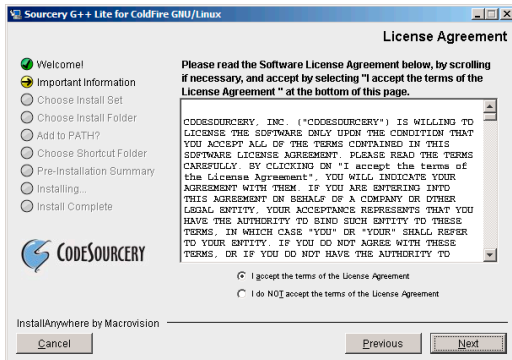 Sourcery G++ Lite for ColdFire GNU/Linux
License Agreement
Welcome!
Important Information
Choose Install Set
Choose Install Folder
Add to PATH?
Choose Shortcut Folder
Pre-Installation Summary
Installing...
Install Complete
CODESOURCERY
Please read the Software License Agreement below, by scrolling
if necessary, and accept by selecting "I accept the terms of the
License Agreement " at the bottom of this page.
CODESOURCERY, INC. ("CODESOURCERY") IS WILLING TO
LICENSE THE SOFTWARE ONLY UPON THE CONDITION THAT
YOU ACCEPT ALL OF THE TERMS CONTAINED IN THIS
SOFTWARE LICENSE AGREEMENT. PLEASE READ THE TERMS
CAREFULLY. BY CLICKING ON "I accept the terms of
the License Agreement", YOU WILL INDICATE YOUR
AGREEMENT WITH THEM. IF YOU ARE ENTERING INTO
THIS AGREEMENT ON BEHALF OF A COMPANY OR OTHER
LEGAL ENTITY, YOUR ACCEPTANCE REPRESENTS THAT YOU
HAVE THE AUTHORITY TO BIND SUCH ENTITY TO THESE
TERMS, IN WHICH CASE "YOU" OR "YOUR" SHALL REFER
TO YOUR ENTITY. IF YOU DO NOT AGREE WITH THESE
TERMS, OR IF YOU DO NOT HAVE THE AUTHORITY TO
I accept the terms of the License Agreement
I do NOT accept the terms of the License Agreement
InstallAnywhere by Macrovision
Cancel
Previous
Next